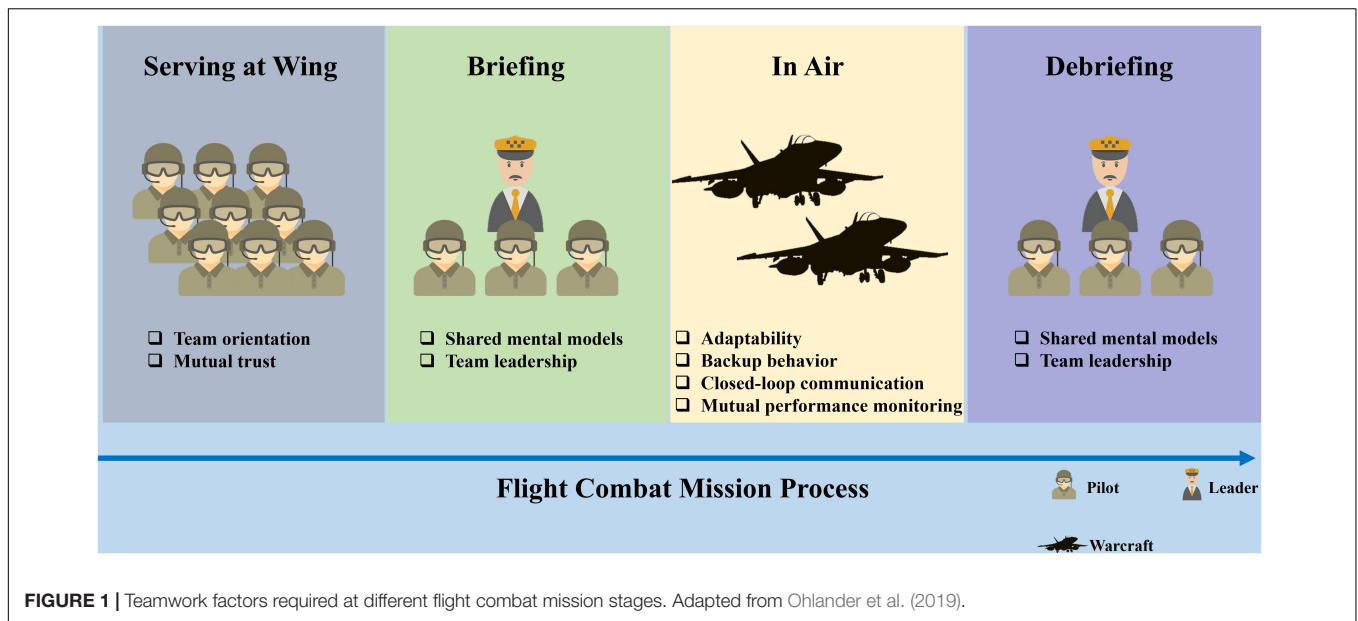 Serving at Wing
Briefing
In Air
Debriefing
❑ Team orientation
❑ Mutual trust
❑ Shared mental models
❑ Team leadership
❑ Adaptability
❑ Backup behavior
❑ Closed-loop communication
❑ Mutual performance monitoring
❑ Shared mental models
❑ Team leadership
Flight Combat Mission Process
Pilot
Leader
Warcraft
FIGURE 1 | Teamwork factors required at different flight combat mission stages. Adapted from Ohlander et al. (2019).